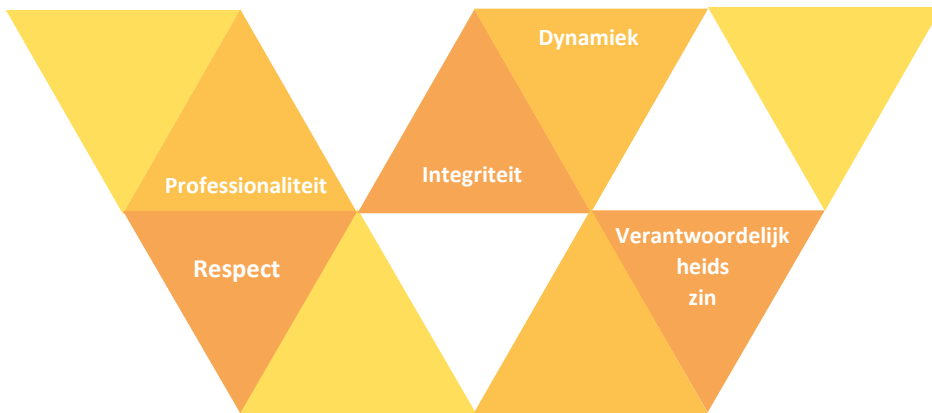 Dynamiek
Professionaliteit
Integriteit
Respect
Verantwoordelijk
heids
zin